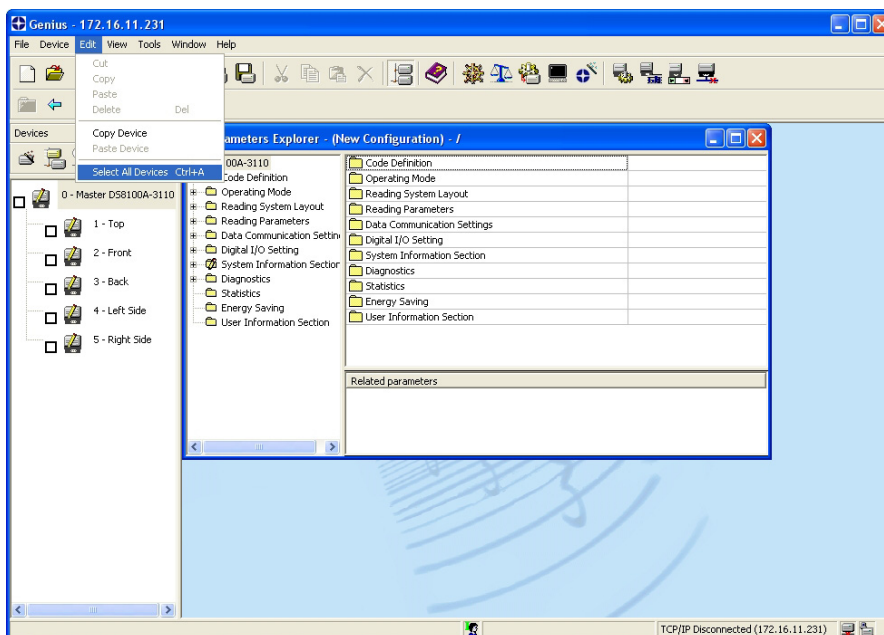 Genius - 172.16.11.231
File Device Edit View Tools Window Help
Cut
Copy
Paste
Delete Del
Copy Device
Paste Device
Select All Devices Ctrl+A
Devices
0 - Master DS8100A-3110
1 - Top
2 - Front
3 - Back
4 - Left Side
5 - Right Side
ameters Explorer - (New Configuration) - /
00A-3110
Code Definition
Operating Mode
Reading System Layout
Reading Parameters
Data Communication Settin
Digital I/O Setting
System Information Section
Diagnostics
Statistics
Energy Saving
User Information Section
Code Definition
Operating Mode
Reading System Layout
Reading Parameters
Data Communication Settings
Digital I/O Setting
System Information Section
Diagnostics
Statistics
Energy Saving
User Information Section
Related parameters
TCP/IP Disconnected (172.16.11.231)